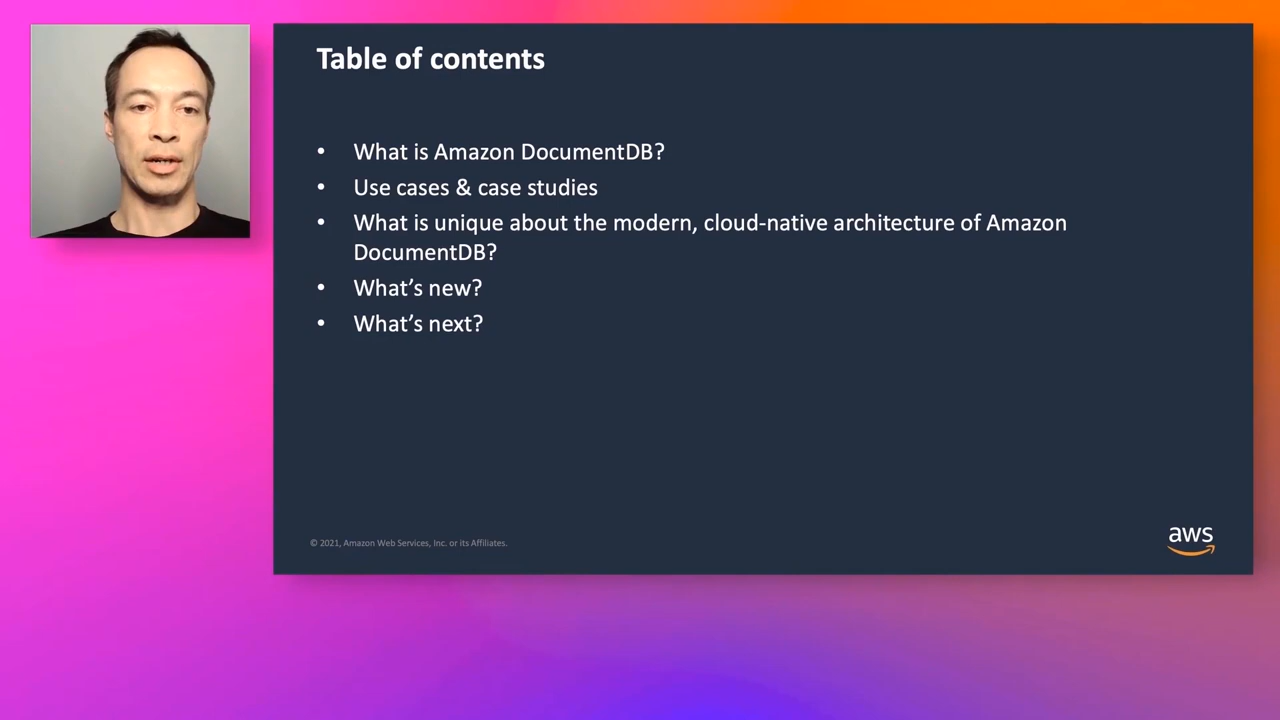 Table of contents
• What is Amazon DocumentDB?
• Use cases & case studies
• What is unique about the modern, cloud-native architecture of Amazon
DocumentDB?
• What’s new?
• What’s next?
© 2021, Amazon Web Services, Inc. or its Affiliates.
aws